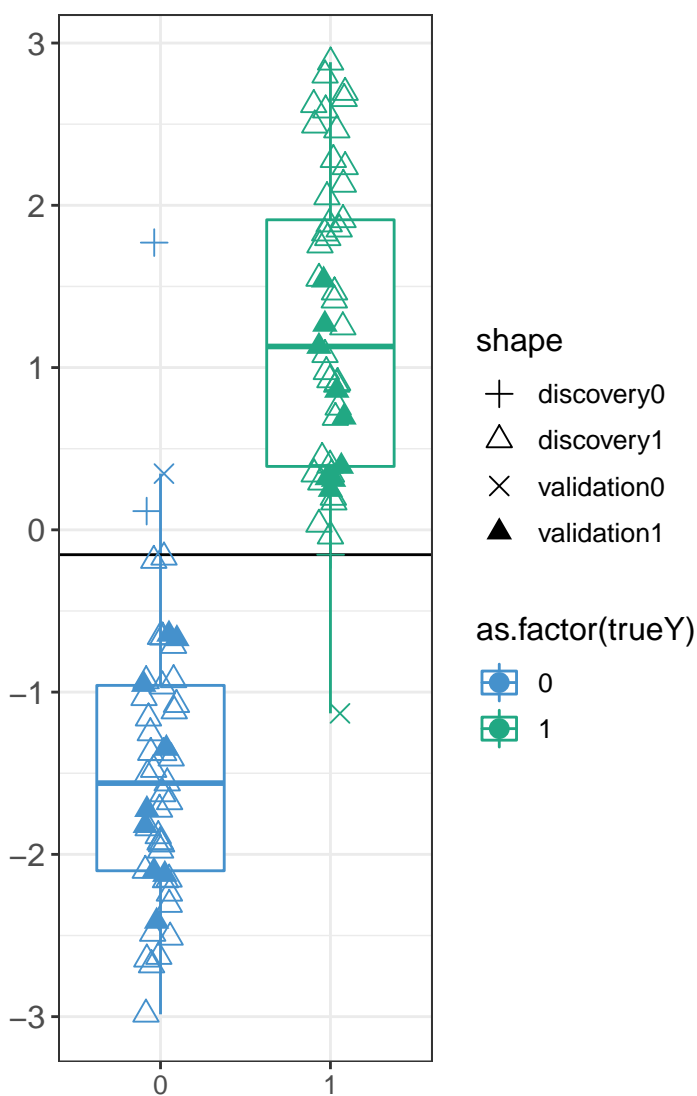 3
2
1
0
−1
−2
−3
0
1
shape
discovery0
discovery1
validation0
validation1
as.factor(trueY)
0
1